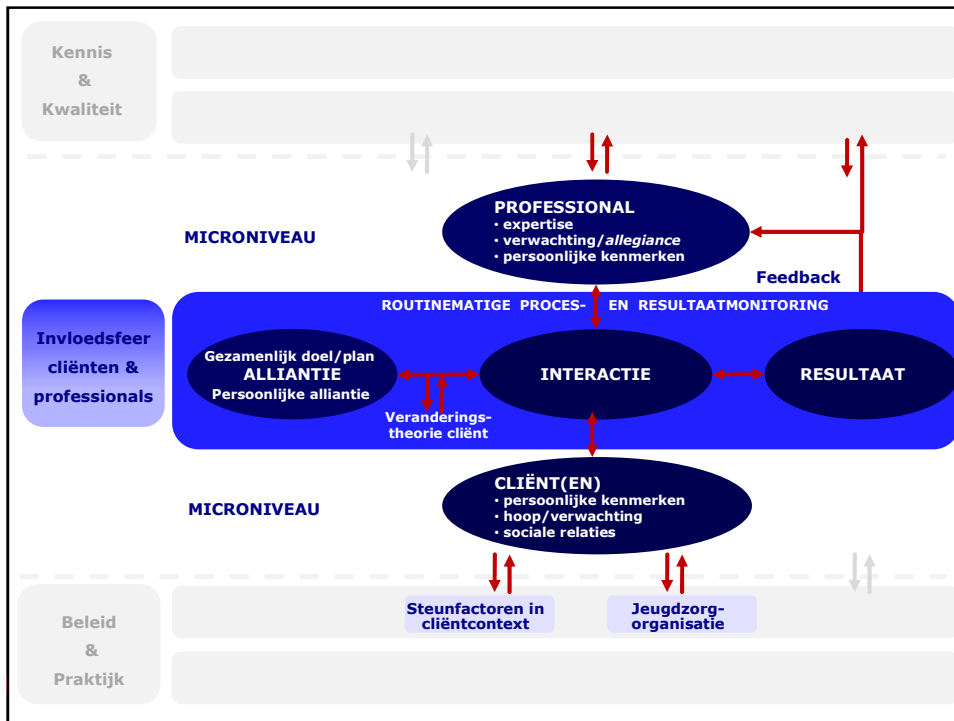 Kennis
&
Kwaliteit
PROFESSIONAL
• expertise
• verwachting/allegiance
• persoonlijke kenmerken
MICRONIVEAU
Feedback
ROUTINEMATIGE PROCES- EN RESULTAATMONITORING
Invloedsfeer
cliënten &
professionals
Gezamenlijk doel/plan
ALLIANTIE
Persoonlijke alliantie
INTERACTIE
RESULTAAT
Veranderings-
theorie cliënt
CLIËNT(EN)
• persoonlijke kenmerken
• hoop/verwachting
• sociale relaties
MICRONIVEAU
Steunfactoren in
cliëntcontext
Jeugdzorg-
organisatie
Beleid
&
Praktijk